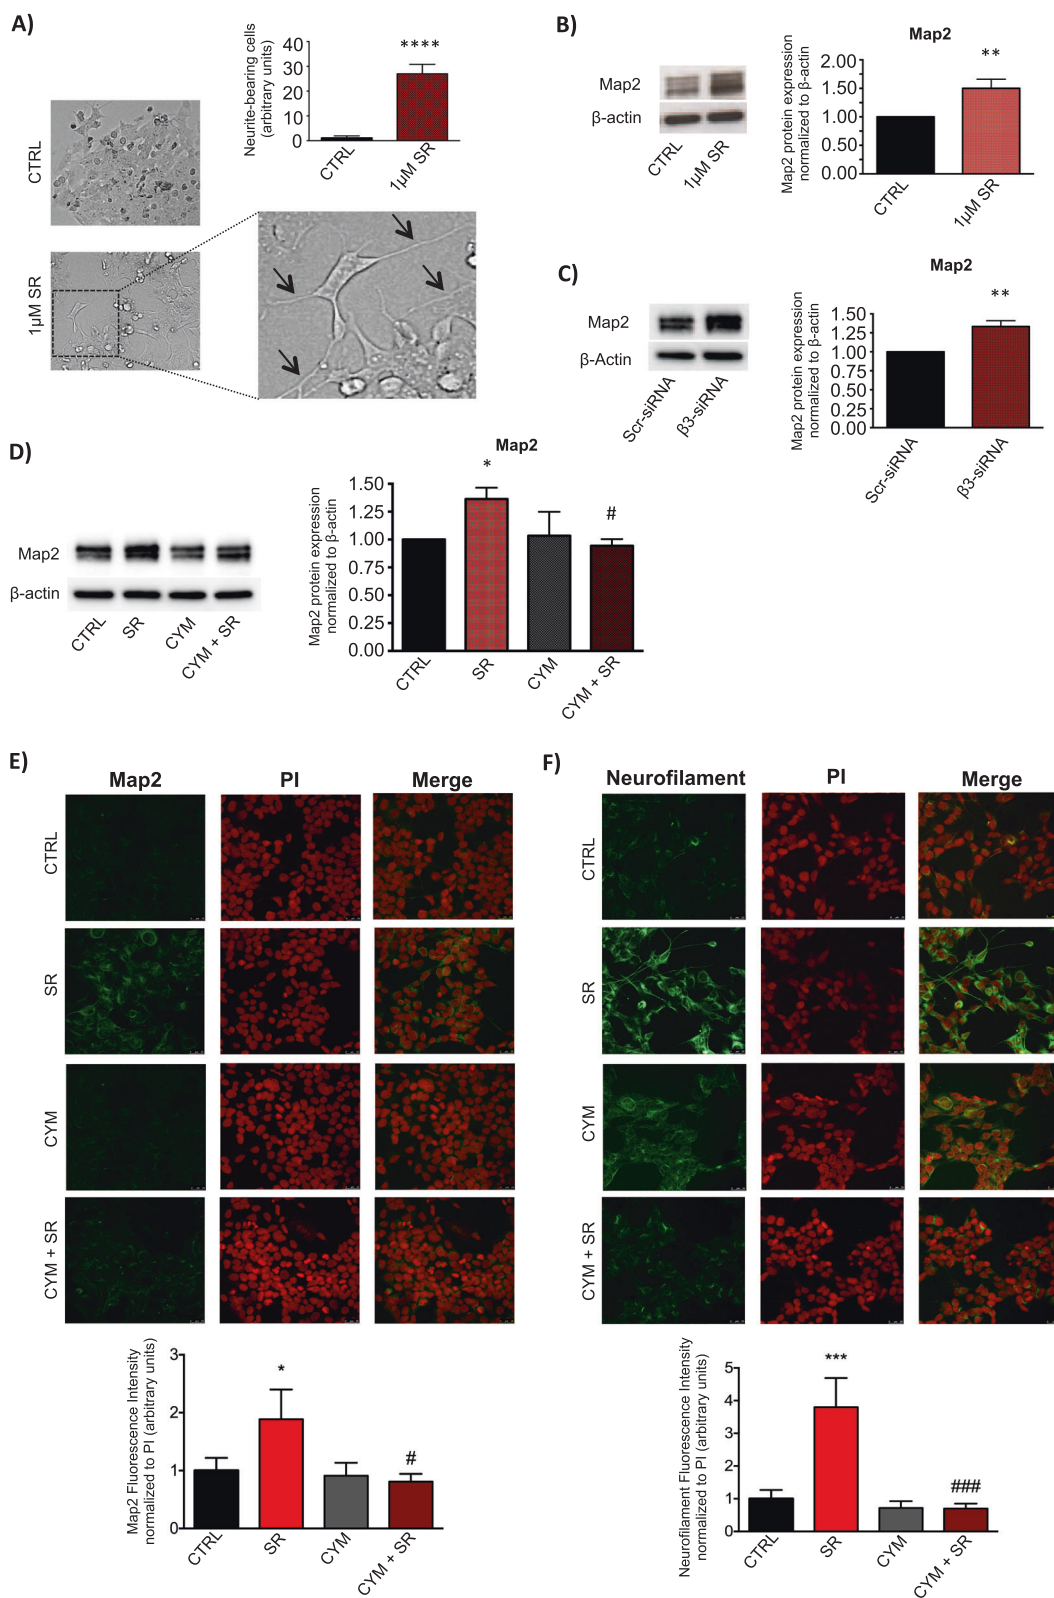 A)
Neurite-bearing cells
(arbitrary units)
40
30
20
10
0
****
CTRL
1µM SR
CTRL
1µM SR
B)
Map2
β-actin
CTRL
1µM SR
Map2
Map2 protein expression
normalized to β-actin
2.00
1.50
1.00
0.50
0.00
**
CTRL
1µM SR
C)
Map2
β-Actin
Scr-siRNA
β3-siRNA
Map2
Map2 protein expression
normalized to β-actin
1.50
1.25
1.00
0.75
0.50
0.25
0.00
**
Scr-siRNA
β3-siRNA
D)
Map2
β-actin
CTRL
SR
CYM
CYM + SR
Map2
Map2 protein expression
normalized to β-actin
1.50
1.25
1.00
0.75
0.50
0.25
0.00
*
#
CTRL
SR
CYM
CYM + SR
E)
Map2
PI
Merge
CTRL
SR
CYM
CYM + SR
Map2 Fluorescence Intensity
normalized to PI (arbitrary units)
3
2
1
0
*
#
CTRL
SR
CYM
CYM + SR
F)
Neurofilament
PI
Merge
CTRL
SR
CYM
CYM + SR
Neurofilament Fluorescence Intensity
normalized to PI (arbitrary units)
5
4
3
2
1
0
***
###
CTRL
SR
CYM
CYM + SR